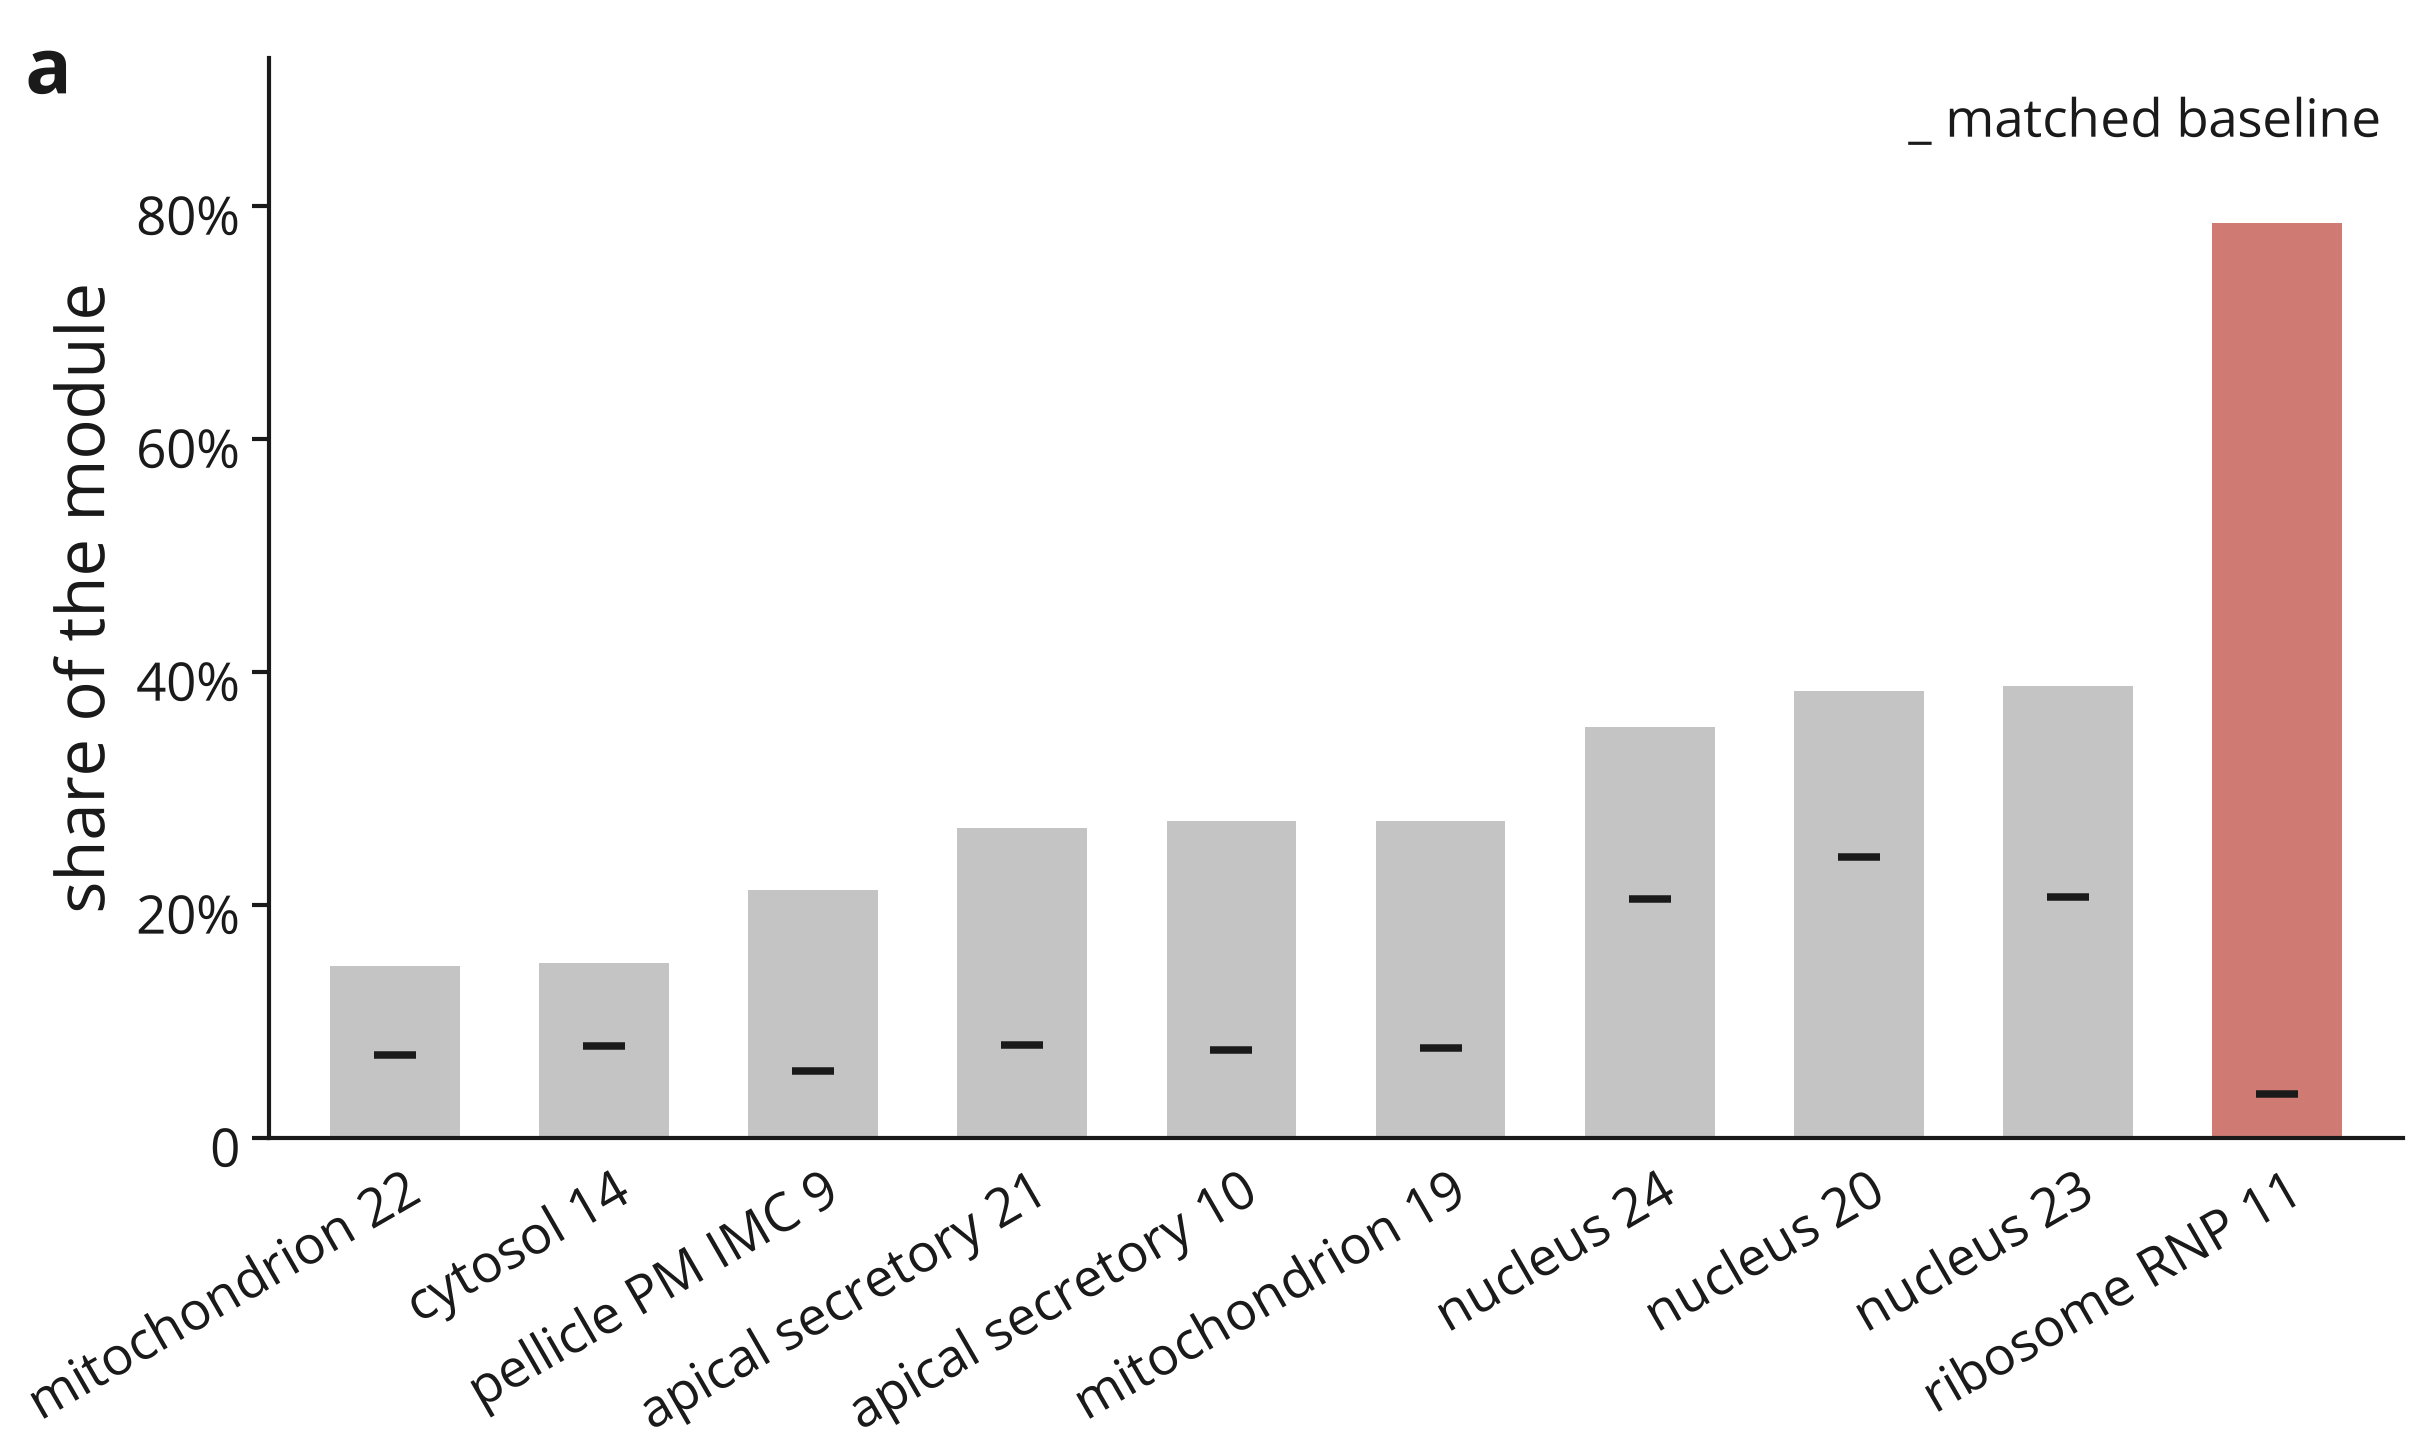 a
_ matched baseline
share of the module
80%
60%
40%
20%
0
mitochondrion 22
cytosol 14
pellicle PM IMC 9
apical secretory 21
apical secretory 10
mitochondrion 19
nucleus 24
nucleus 20
nucleus 23
ribosome RNP 11